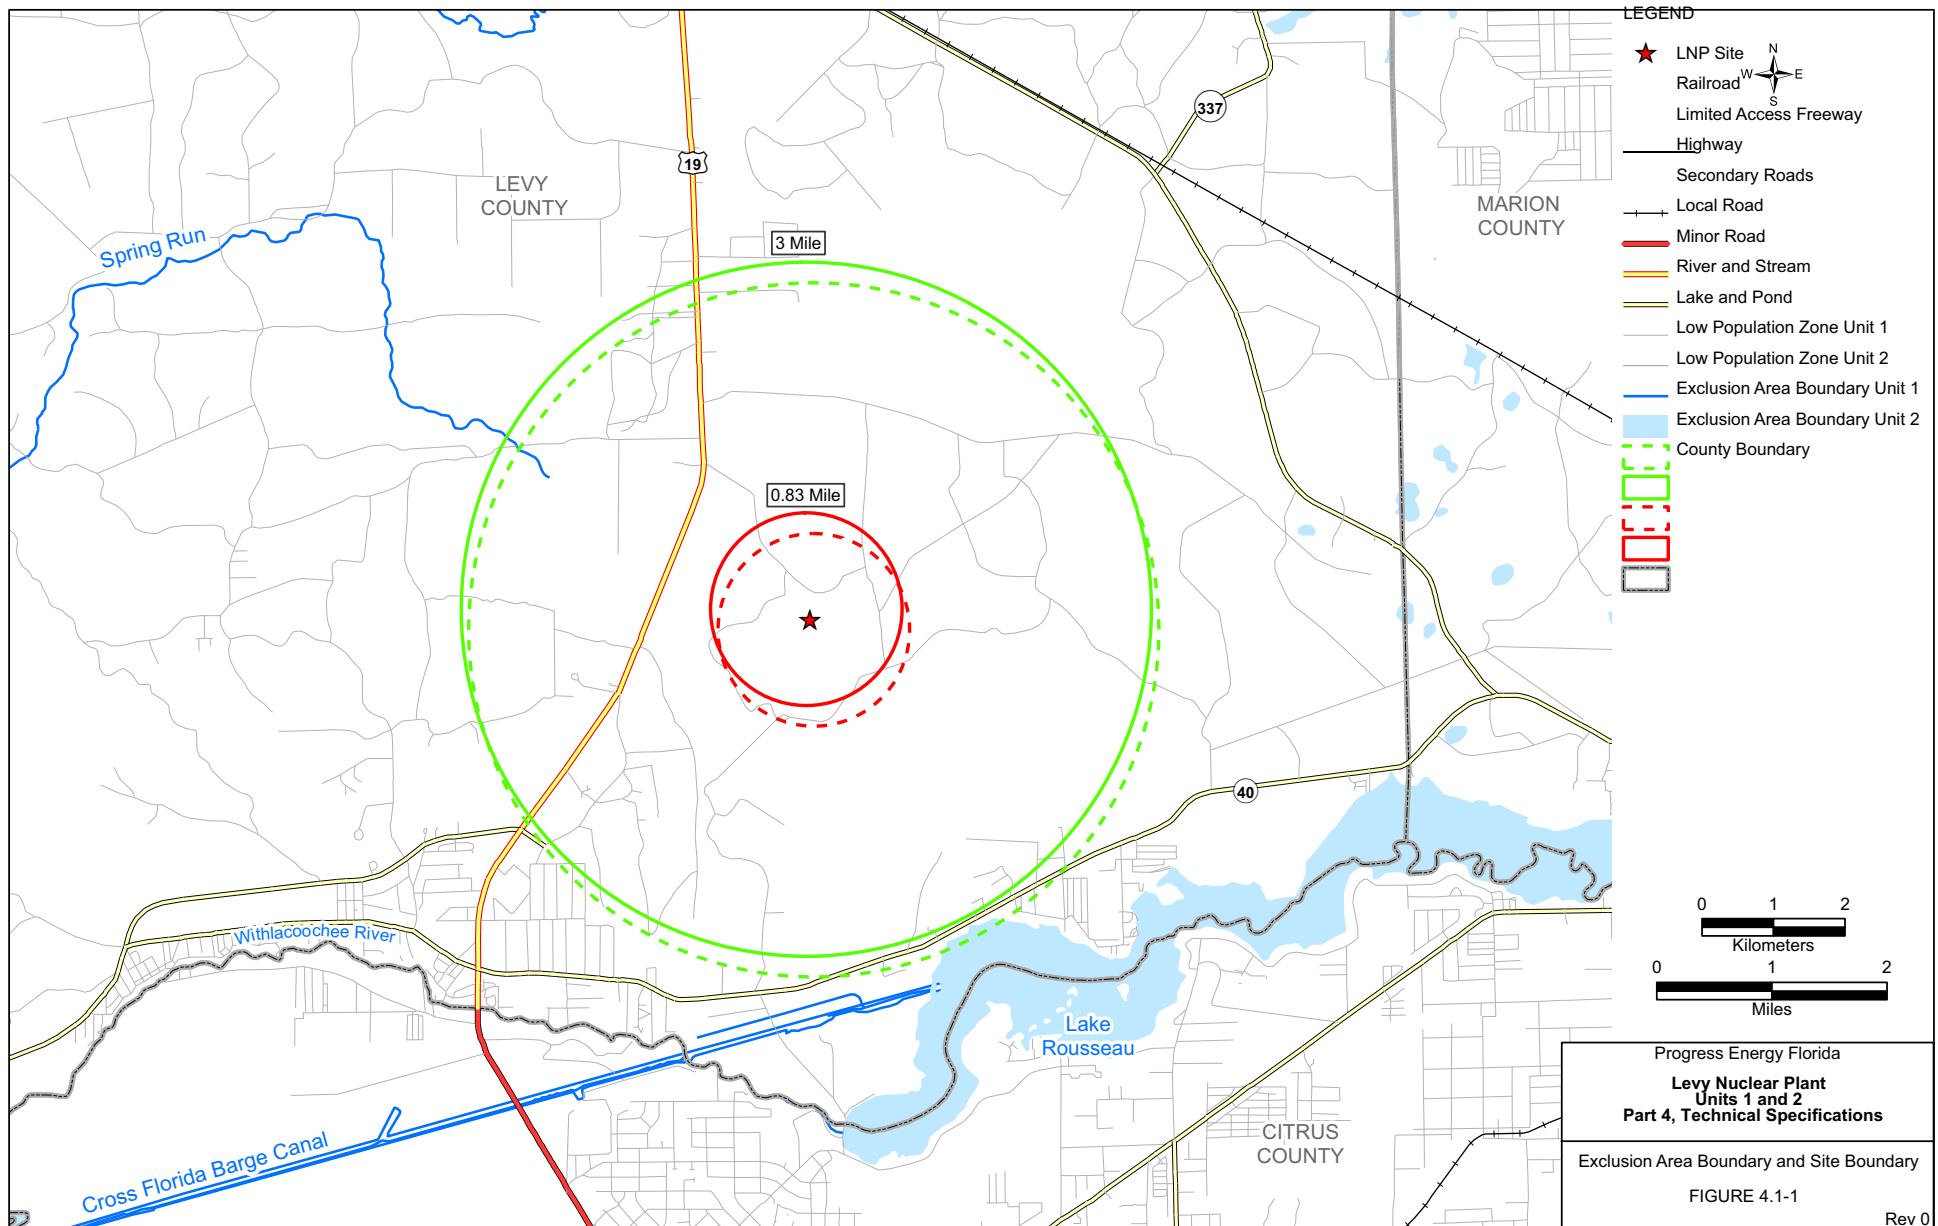 LEGEND
LNP Site
Railroad
Limited Access Freeway
Highway
Secondary Roads
Local Road
Minor Road
River and Stream
Lake and Pond
Low Population Zone Unit 1
Low Population Zone Unit 2
Exclusion Area Boundary Unit 1
Exclusion Area Boundary Unit 2
County Boundary
N
W E
S
337
19
LEVY
COUNTY
MARION
COUNTY
Spring Run
3 Mile
0.83 Mile
40
Withlacoochee River
Lake
Rousseau
Cross Florida Barge Canal
CITRUS
COUNTY
0 1 2
Kilometers
0 1 2
Miles
Progress Energy Florida
Levy Nuclear Plant
Units 1 and 2
Part 4, Technical Specifications
Exclusion Area Boundary and Site Boundary
FIGURE 4.1-1
Rev 0